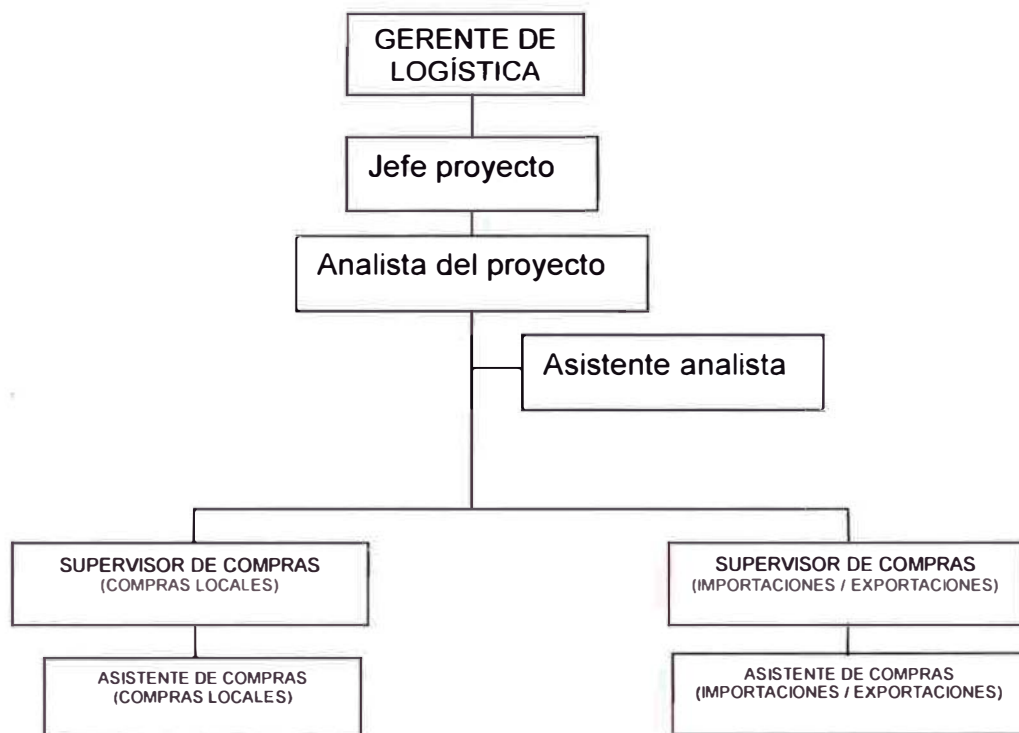 GERENTE DE
LOGÍSTICA
Jefe proyecto
Analista del proyecto
Asistente analista
SUPERVISOR DE COMPRAS
(COMPRAS LOCALES)
SUPERVISOR DE COMPRAS
(IMPORTACIONES / EXPORTACIONES)
ASISTENTE DE COMPRAS
(COMPRAS LOCALES)
ASISTENTE DE COMPRAS
(IMPORTACIONES / EXPORTACIONES)